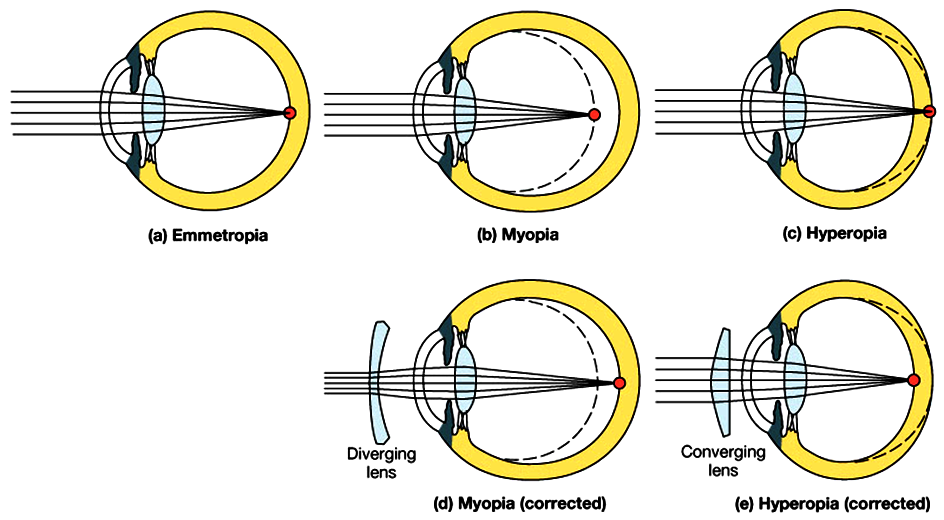 (a) Emmetropia
(b) Myopia
(c) Hyperopia
Diverging
lens
Converging
lens
(d) Myopia (corrected)
(e) Hyperopia (corrected)